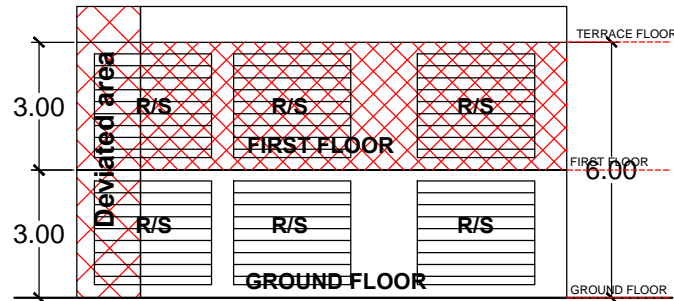 TERRACE FLOOR
3.00
Deviated area
R/S
R/S
R/S
FIRST FLOOR
FIRST FLOOR
6.00
3.00
R/S
R/S
R/S
GROUND FLOOR
GROUND FLOOR